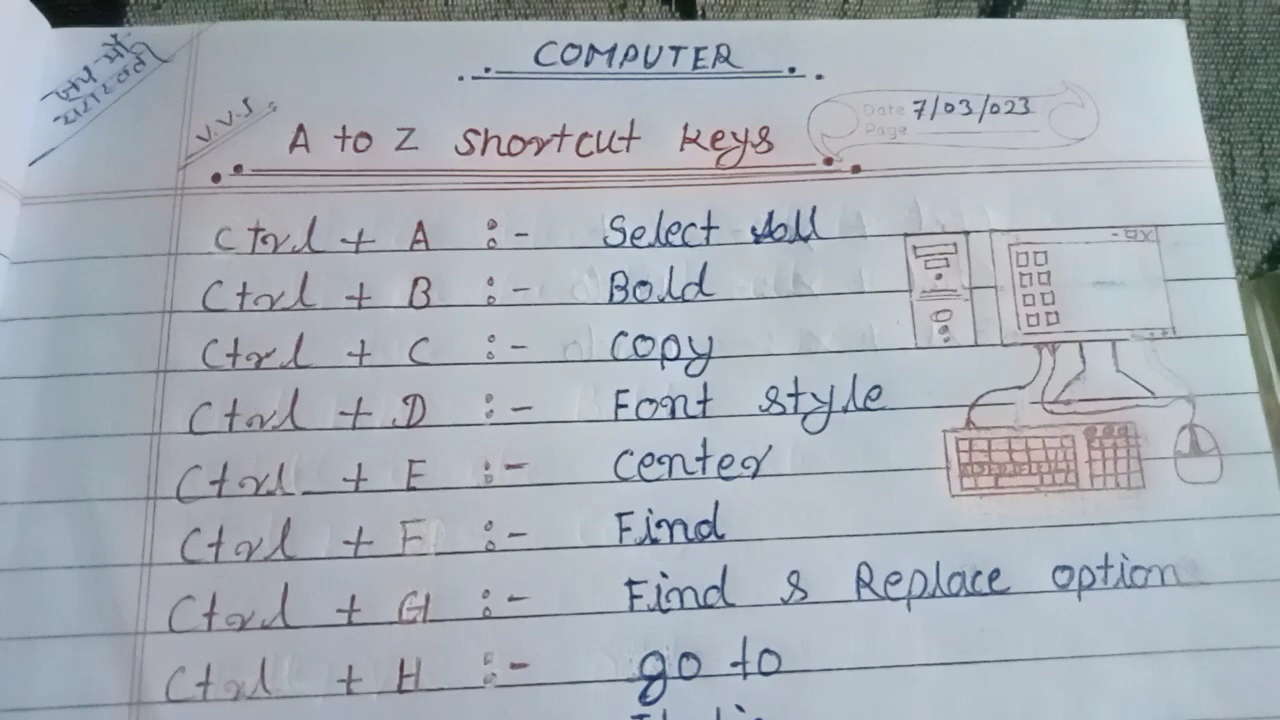 COMPUTER
V.V.S
Date 7/03/023
Page
A to Z Shortcut keys
Ctrl + A :- Select All
Ctrl + B :- Bold
Ctrl + C :- Copy
Ctrl + D :- Font style
Ctrl + E :- Center
Ctrl + F :- Find
Ctrl + G :- Find & Replace option
Ctrl + H :- go to